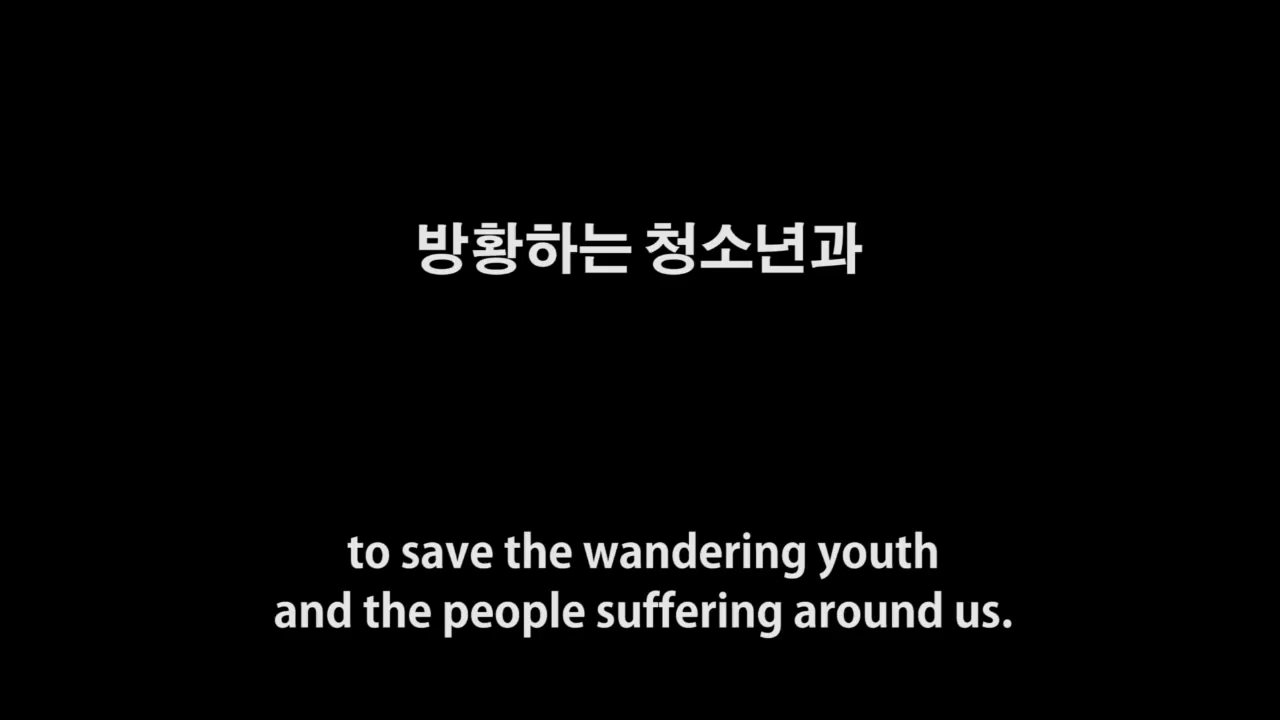 방황하는 청소년과
to save the wandering youth
and the people suffering around us.